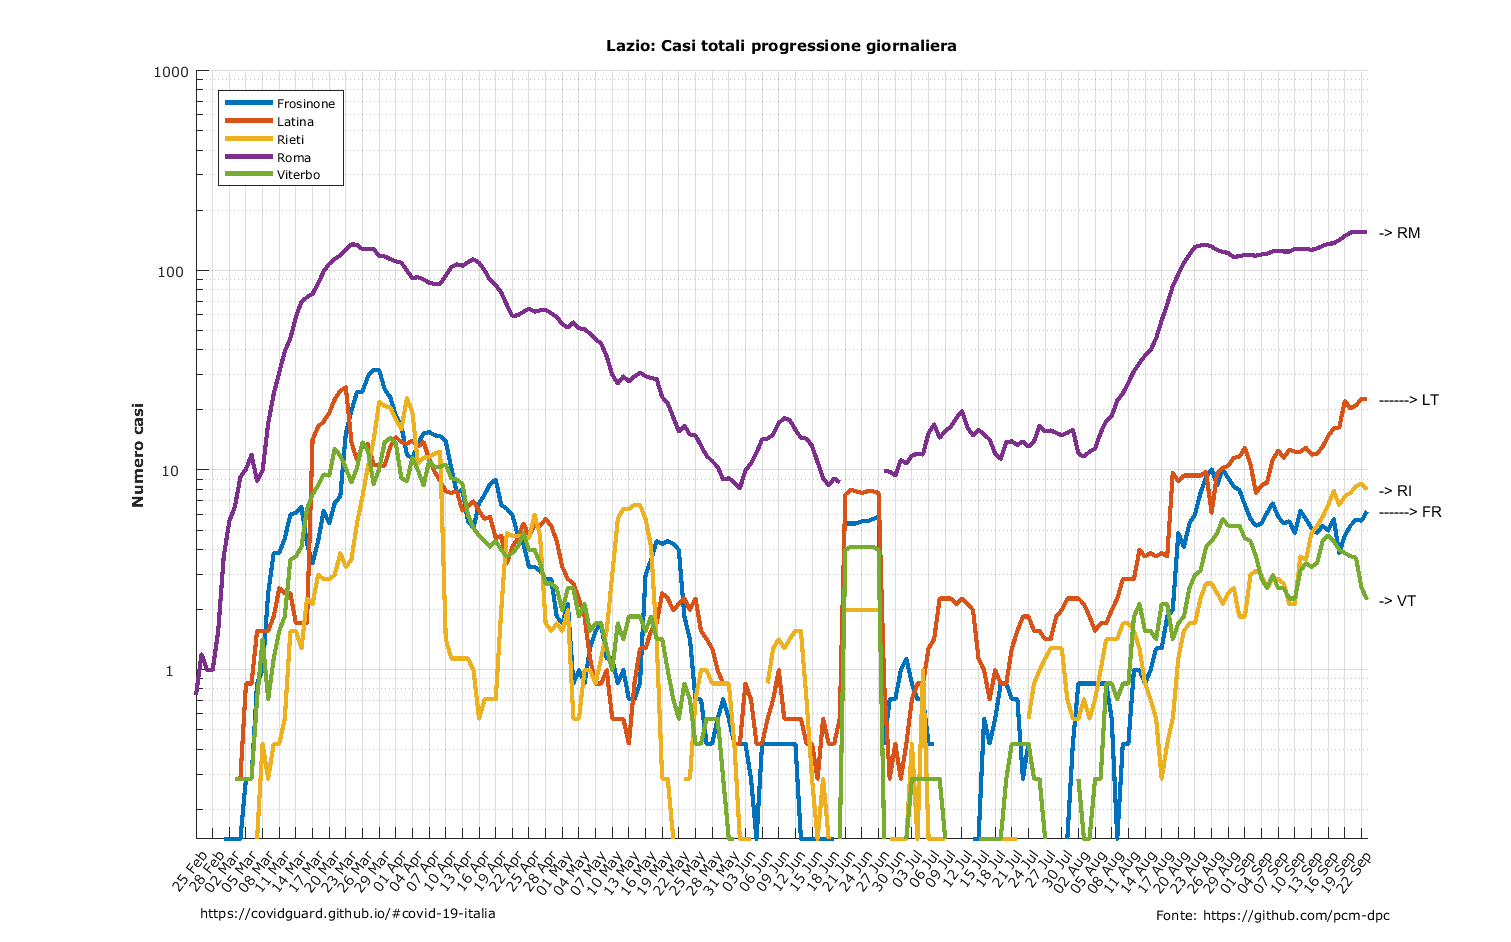 Lazio: Casi totali progressione giornaliera
1000
100
10
1
Numero casi
Frosinone
Latina
Rieti
Roma
Viterbo
-> RM
------> LT
-> RI
------> FR
-> VT
25 Feb
28 Feb
02 Mar
05 Mar
08 Mar
11 Mar
14 Mar
17 Mar
20 Mar
23 Mar
26 Mar
29 Mar
01 Apr
04 Apr
07 Apr
10 Apr
13 Apr
16 Apr
19 Apr
22 Apr
25 Apr
28 Apr
01 May
04 May
07 May
10 May
13 May
16 May
19 May
22 May
25 May
28 May
31 May
03 Jun
06 Jun
09 Jun
12 Jun
15 Jun
18 Jun
21 Jun
24 Jun
27 Jun
30 Jun
03 Jul
06 Jul
09 Jul
12 Jul
15 Jul
18 Jul
21 Jul
24 Jul
27 Jul
30 Jul
02 Aug
05 Aug
08 Aug
11 Aug
14 Aug
17 Aug
20 Aug
23 Aug
26 Aug
29 Aug
01 Sep
04 Sep
07 Sep
10 Sep
13 Sep
16 Sep
19 Sep
22 Sep
https://covidguard.github.io/#covid-19-italia
Fonte: https://github.com/pcm-dpc